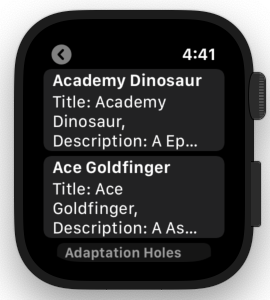 4:41
Academy Dinosaur
Title: Academy
Dinosaur,
Description: A Ep...
Ace Goldfinger
Title: Ace
Goldfinger,
Description: A As...
Adaptation Holes